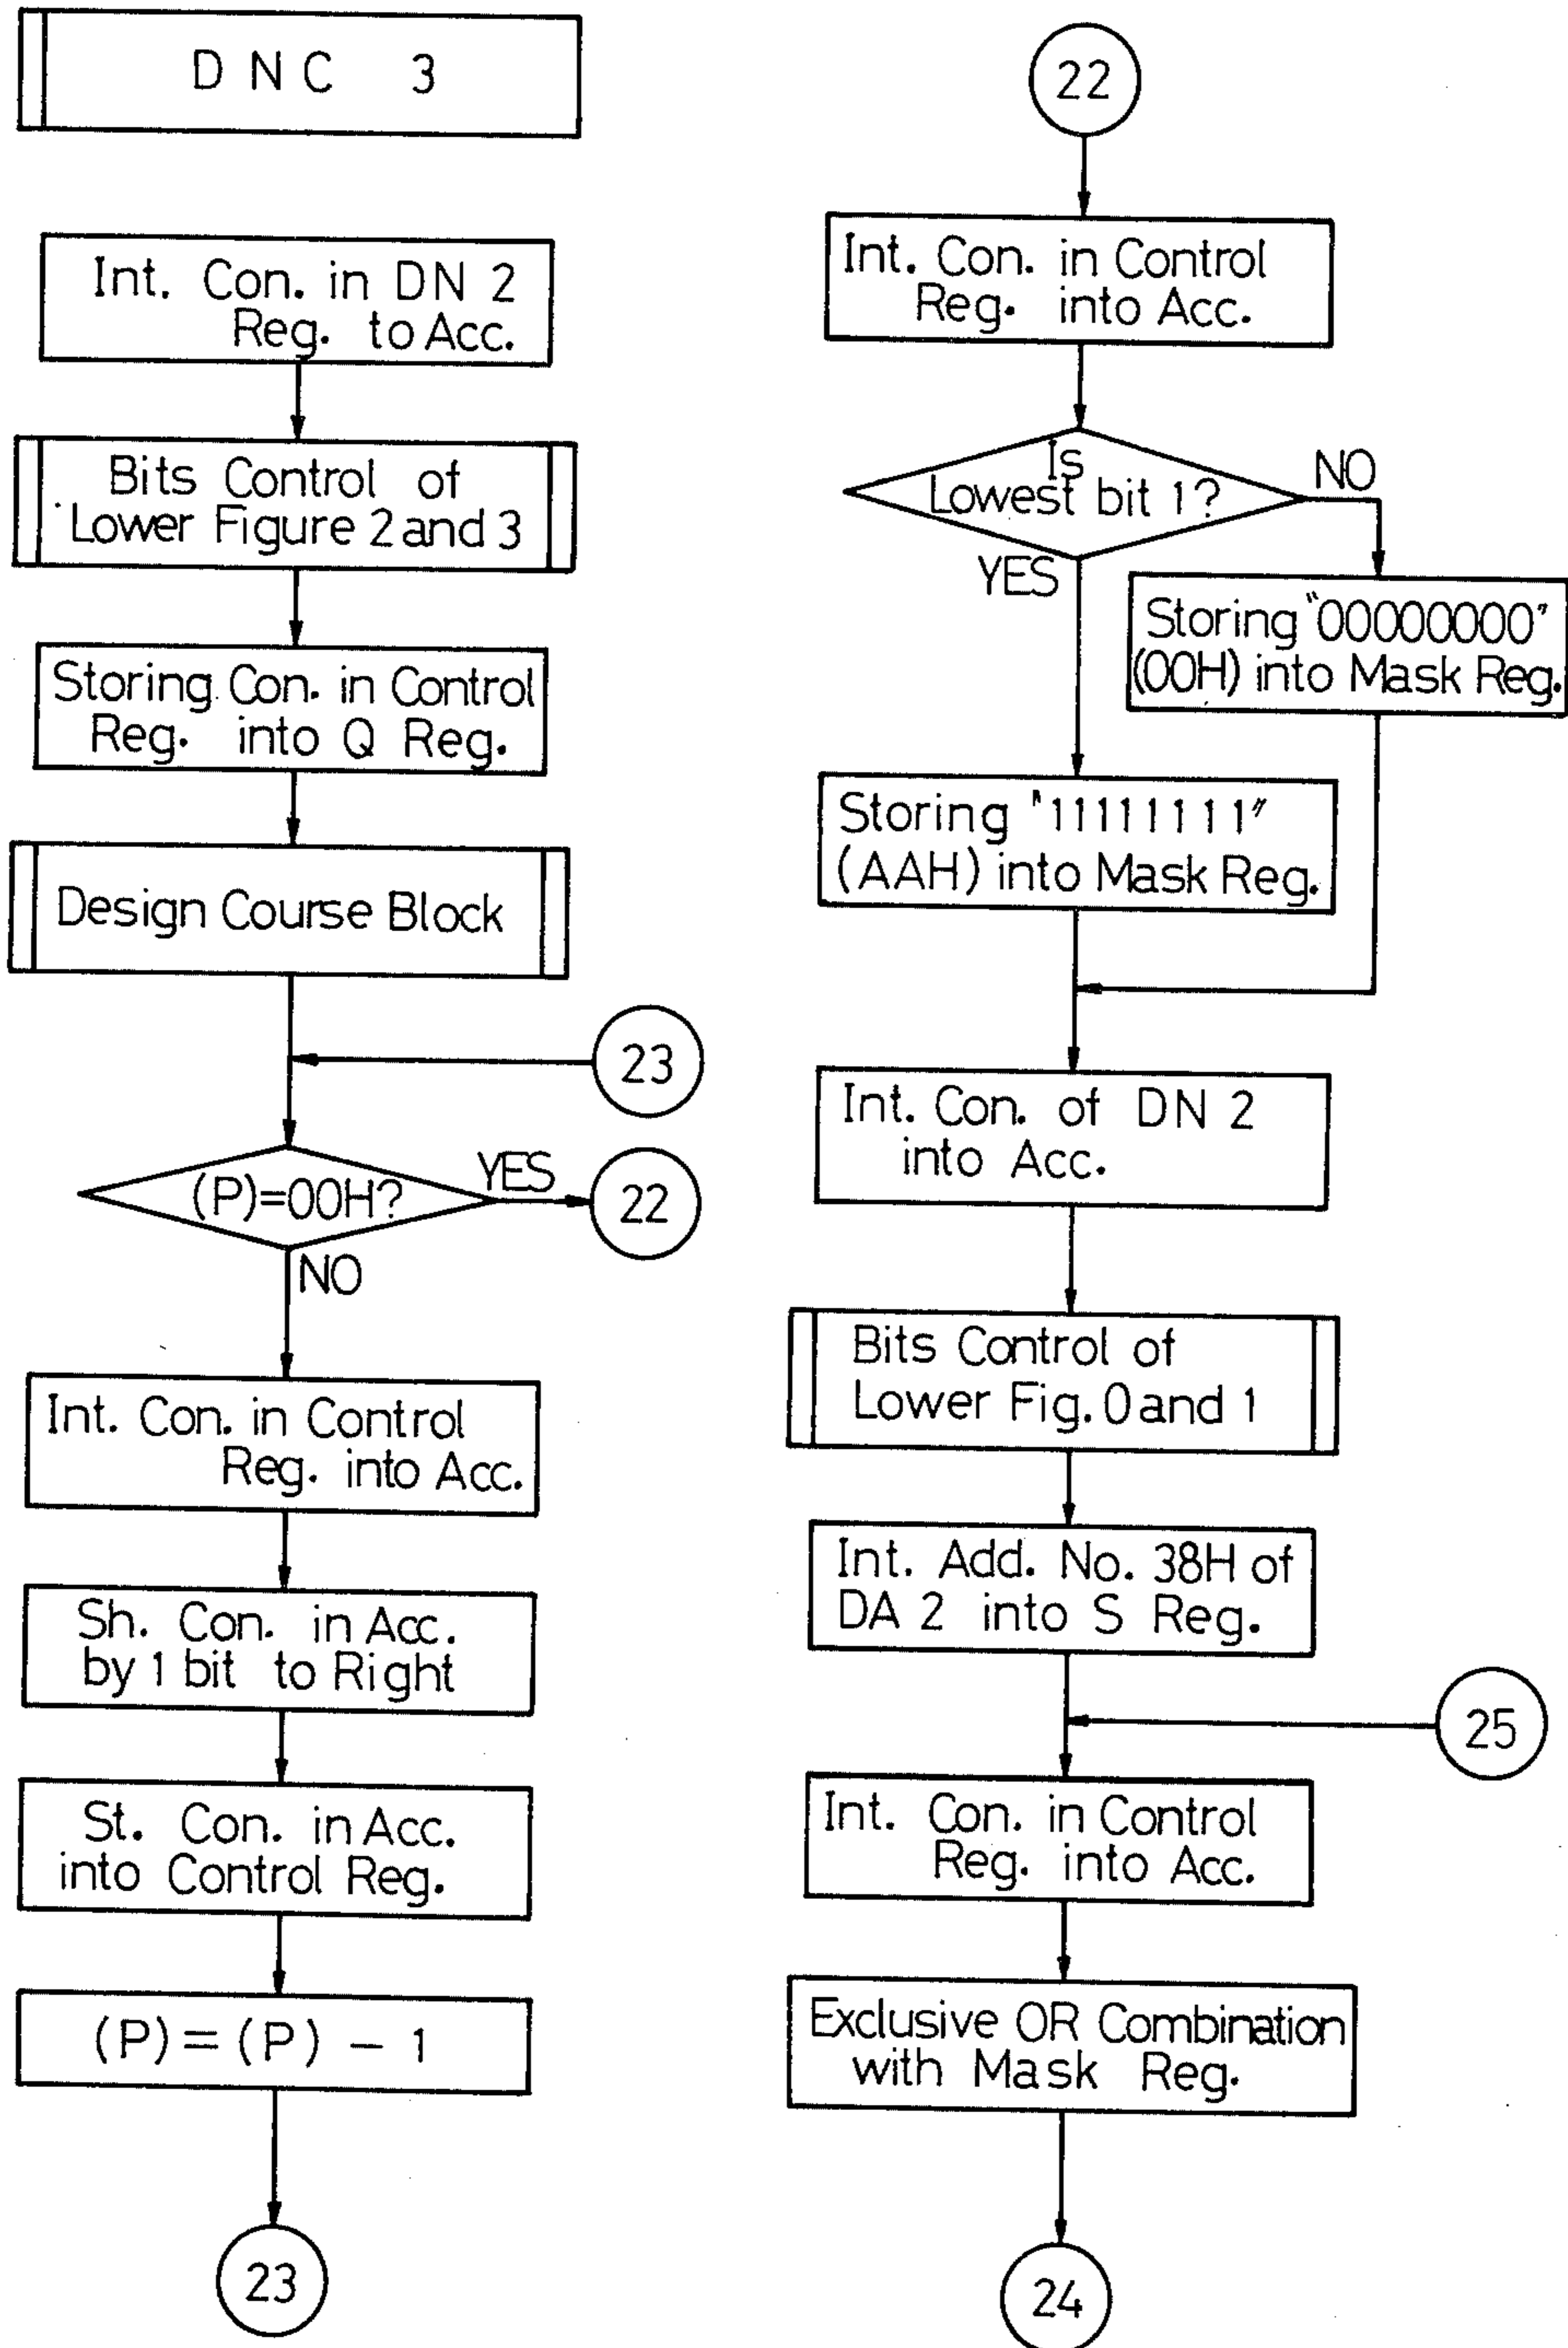 DNC 3
Int. Con. in DN 2
Reg. to Acc.
Bits Control of
Lower Figure 2 and 3
Storing Con. in Control
Reg. into Q Reg.
Design Course Block
23
(P)=00H?
YES
22
NO
Int. Con. in Control
Reg. into Acc.
Sh. Con. in Acc.
by 1 bit to Right
St. Con. in Acc.
into Control Reg.
(P) = (P) - 1
23
22
Int. Con. in Control
Reg. into Acc.
Is
Lowest bit 1?
NO
YES
Storing "00000000"
(00H) into Mask Reg.
Storing "11111111"
(AAH) into Mask Reg.
Int. Con. of DN 2
into Acc.
Bits Control of
Lower Fig. 0 and 1
Int. Add. No. 38H of
DA 2 into S Reg.
25
Int. Con. in Control
Reg. into Acc.
Exclusive OR Combination
with Mask Reg.
24